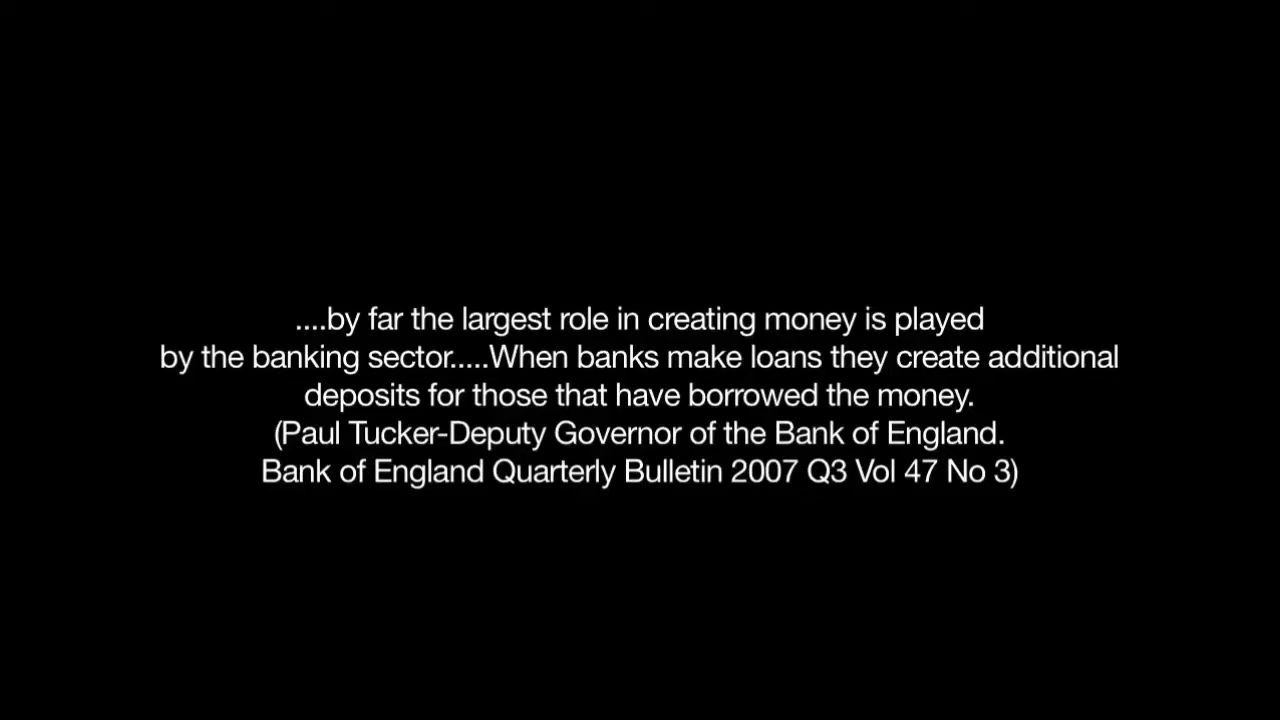 ....by far the largest role in creating money is played
by the banking sector.....When banks make loans they create additional
deposits for those that have borrowed the money.
(Paul Tucker-Deputy Governor of the Bank of England.
Bank of England Quarterly Bulletin 2007 Q3 Vol 47 No 3)